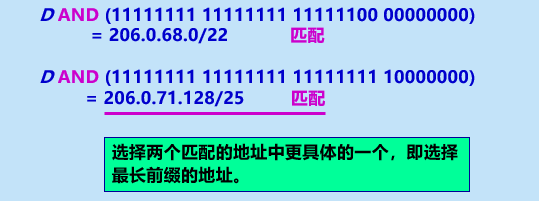 D AND (11111111 11111111 11111100 00000000)
= 206.0.68.0/22 匹配
D AND (11111111 11111111 11111111 10000000)
= 206.0.71.128/25 匹配
选择两个匹配的地址中更具体的一个，即选择
最长前缀的地址。